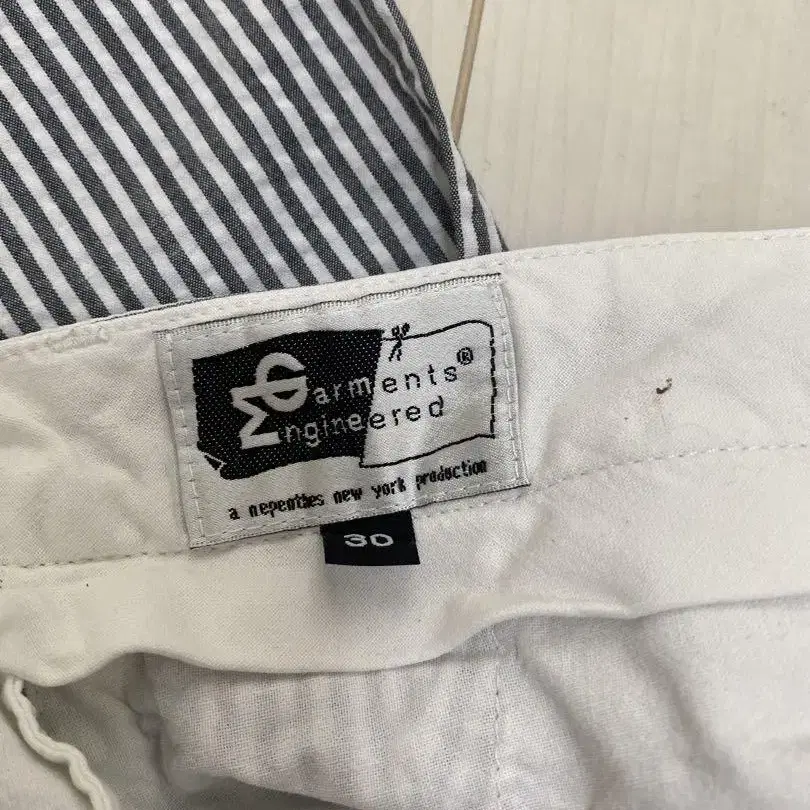 Garments®
Engineered
a nepenthes new york production
30